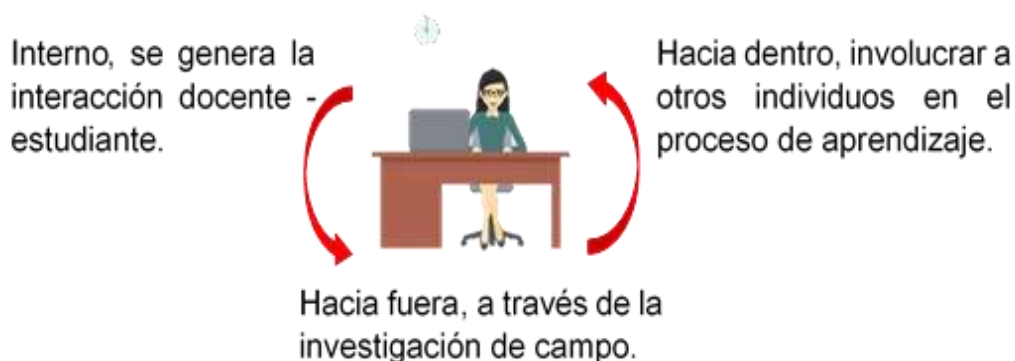 Interno, se genera la
interacción docente -
estudiante.
Hacia dentro, involucrar a
otros individuos en el
proceso de aprendizaje.
Hacia fuera, a través de la
investigación de campo.